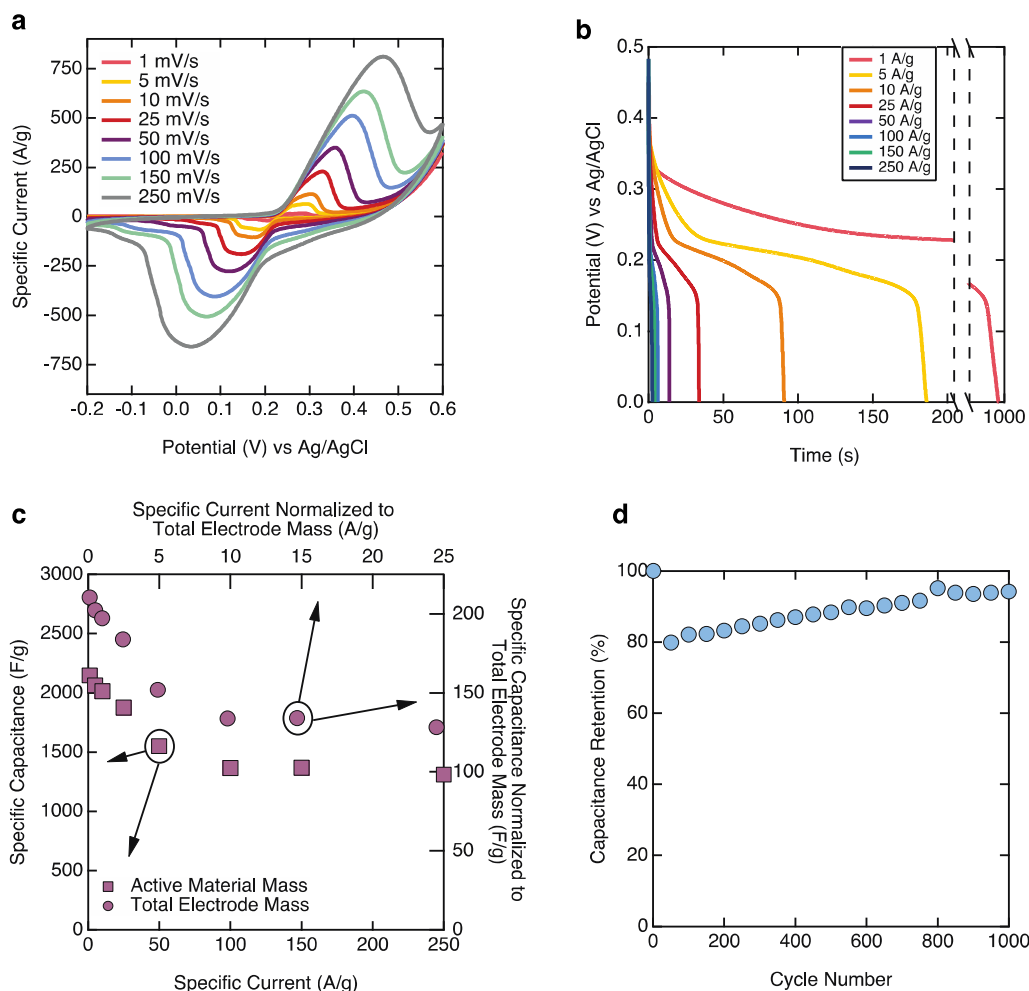 a
750
500
250
0
-250
-500
-750
Specific Current (A/g)
1 mV/s
5 mV/s
10 mV/s
25 mV/s
50 mV/s
100 mV/s
150 mV/s
250 mV/s
-0.2 -0.1 0.0 0.1 0.2 0.3 0.4 0.5 0.6
Potential (V) vs Ag/AgCl
b
0.5
0.4
0.3
0.2
0.1
0.0
Potential (V) vs Ag/AgCl
1 A/g
5 A/g
10 A/g
25 A/g
50 A/g
100 A/g
150 A/g
250 A/g
0 50 100 150 200 1000
Time (s)
c
Specific Current Normalized to
Total Electrode Mass (A/g)
0 5 10 15 20 25
3000
2500
2000
1500
1000
500
0
Specific Capacitance (F/g)
200
150
100
50
0
Specific Capacitance Normalized to
Total Electrode Mass (F/g)
Active Material Mass
Total Electrode Mass
0 50 100 150 200 250
Specific Current (A/g)
d
100
80
60
40
20
0
Capacitance Retention (%)
0 200 400 600 800 1000
Cycle Number